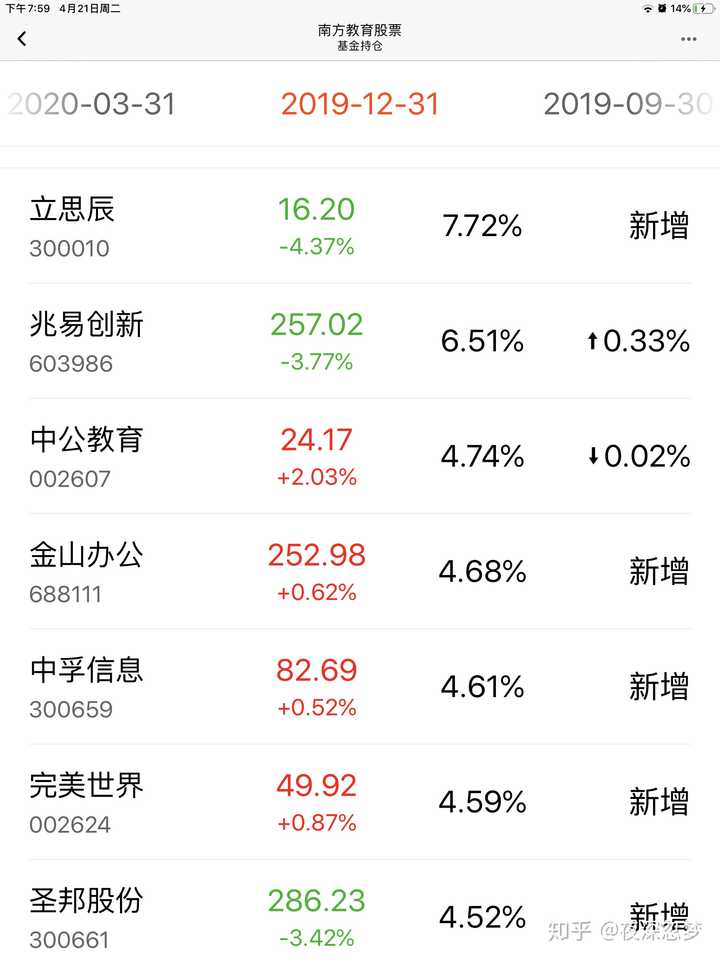 下午7:59 4月21日周二
14%
南方教育股票
基金持仓
2020-03-31 2019-12-31 2019-09-30
立思辰 16.20 7.72% 新增
300010 -4.37%
兆易创新 257.02 6.51% ⬆0.33%
603986 -3.77%
中公教育 24.17 4.74% ⬇0.02%
002607 +2.03%
金山办公 252.98 4.68% 新增
688111 +0.62%
中孚信息 82.69 4.61% 新增
300659 +0.52%
完美世界 49.92 4.59% 新增
002624 +0.87%
圣邦股份 286.23 4.52% 新增
300661 -3.42%
知乎 @夜深忽梦